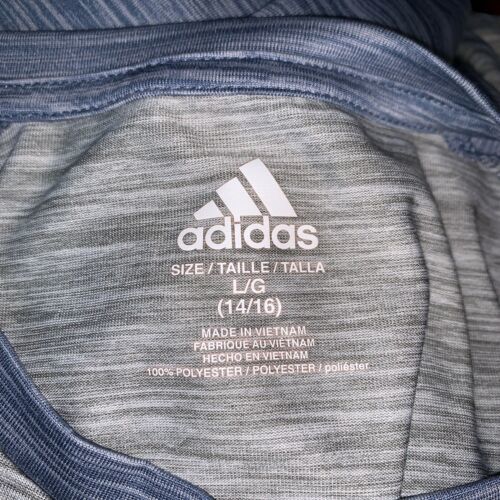 adidas
SIZE / TAILLE / TALLA
L/G
(14/16)
MADE IN VIETNAM
FABRIQUE AU VIETNAM
HECHO EN VIETNAM
100% POLYESTER / POLYESTER / poliéster